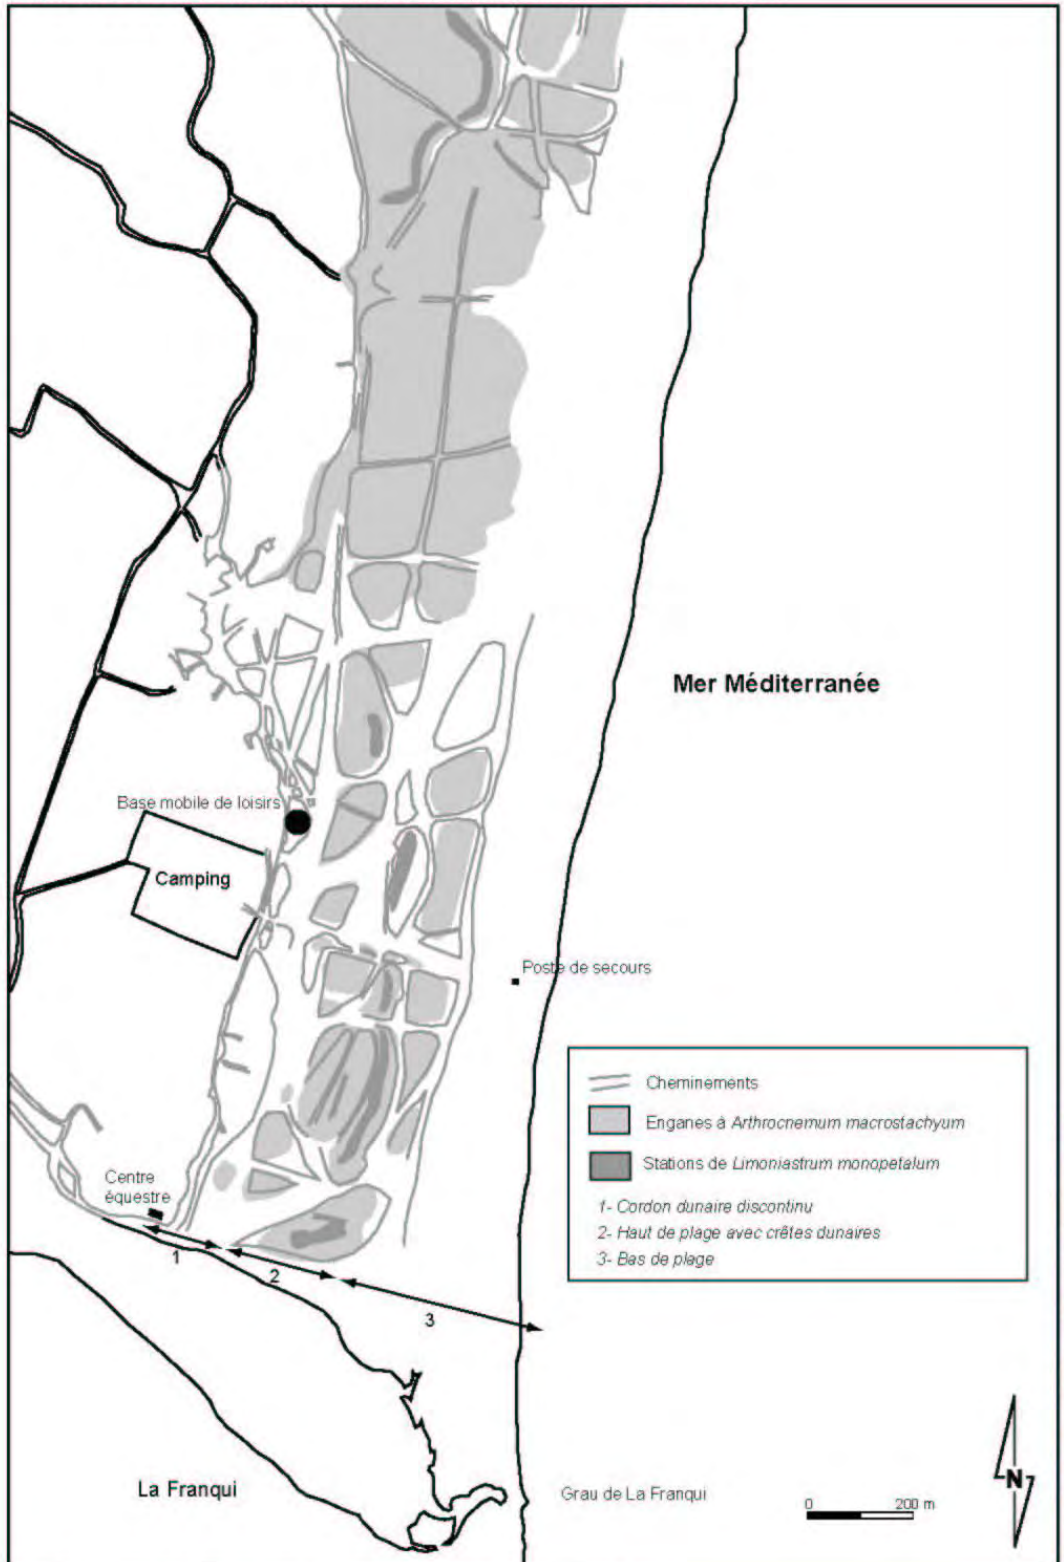 Mer Méditerranée
Base mobile de loisirs
Camping
Poste de secours
Cheminements
Enganes à Arthrocnemum macrostachyum
Stations de Limoniastrum monopetalum
1- Cordon dunaire discontinu
2- Haut de plage avec crêtes dunaires
3- Bas de plage
Centre
équestre
1
2
3
La Franqui
Grau de La Franqui
0 200 m
N